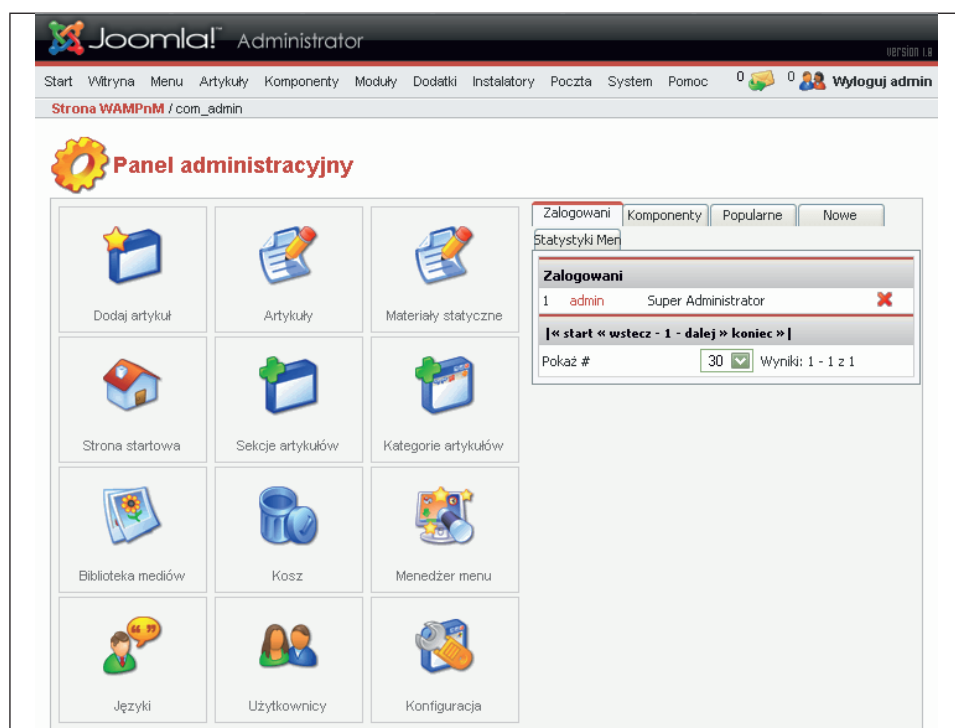 Joomla!™ Administrator
version 1.0
Start Witryna Menu Artykuły Komponenty Moduły Dodatki Instalatory Poczta System Pomoc 0 0 Wyloguj admin
Strona WAMPnM / com_admin
Panel administracyjny
Zalogowani Komponenty Popularne Nowe
Statystyki Men
Zalogowani
1 admin Super Administrator
|« start « wstecz - 1 - dalej » koniec »|
Pokaż # 30 Wyniki: 1 - 1 z 1
Dodaj artykuł Artykuły Materiały statyczne
Strona startowa Sekcje artykułów Kategorie artykułów
Biblioteka mediów Kosz Menedżer menu
Języki Użytkownicy Konfiguracja